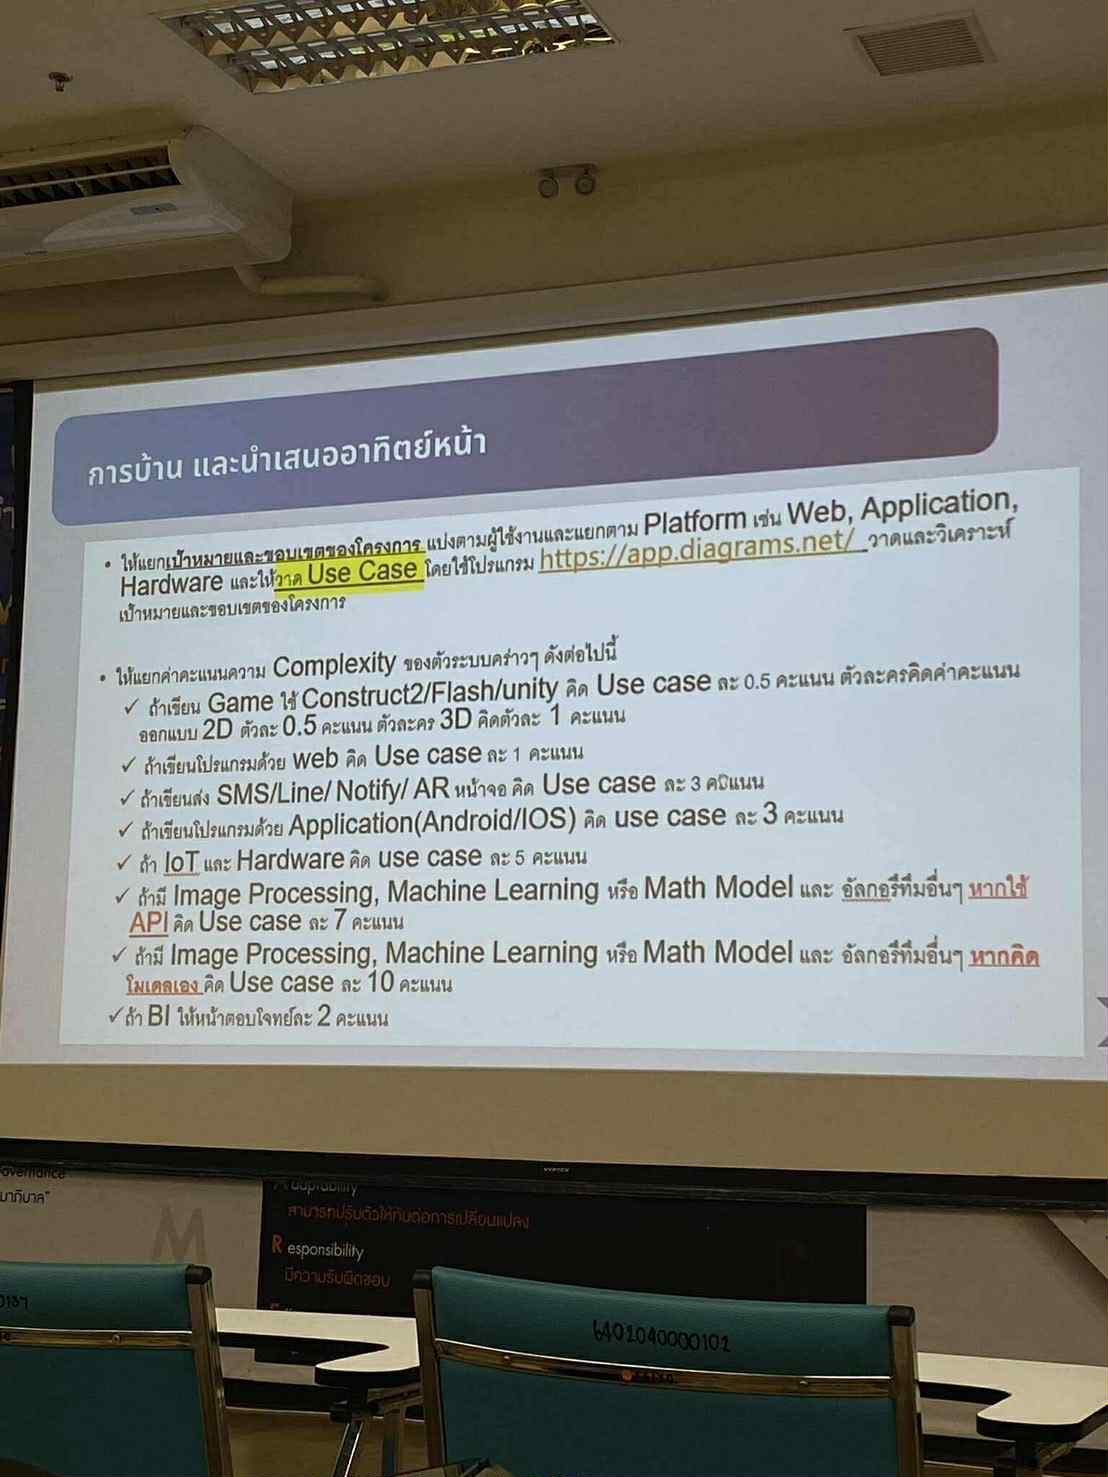 การบ้าน และนำเสนออาทิตย์หน้า
• ให้แยกเป้าหมายและขอบเขตของโครงการ แบ่งตามผู้ใช้งานและแยกตาม Platform เช่น Web, Application,
Hardware และให้วาด Use Case โดยใช้โปรแกรม https://app.diagrams.net/ วาดและวิเคราะห์
เป้าหมายและขอบเขตของโครงการ
• ให้แยกค่าคะแนนความ Complexity ของตัวระบบคร่าวๆ ดังต่อไปนี้
✓ ถ้าเขียน Game ใช้ Construct2/Flash/unity คิด Use case ละ 0.5 คะแนน ตัวละครคิดค่าคะแนน
ออกแบบ 2D ตัวละ 0.5 คะแนน ตัวละคร 3D คิดตัวละ 1 คะแนน
✓ ถ้าเขียนโปรแกรมด้วย web คิด Use case ละ 1 คะแนน
✓ ถ้าเขียนส่ง SMS/Line/ Notify/ AR หน้าจอ คิด Use case ละ 3 คแนน
✓ ถ้าเขียนโปรแกรมด้วย Application(Android/IOS) คิด use case ละ 3 คะแนน
✓ ถ้า IoT และ Hardware คิด use case ละ 5 คะแนน
✓ ถ้ามี Image Processing, Machine Learning หรือ Math Model และ อัลกอรึทึมอื่นๆ หากใช้
API คิด Use case ละ 7 คะแนน
✓ ถ้ามี Image Processing, Machine Learning หรือ Math Model และ อัลกอรึทึมอื่นๆ หากคิด
โมเดลเอง คิด Use case ละ 10 คะแนน
✓ ถ้า BI ให้หน้าตอบโจทย์ละ 2 คะแนน
VERTEX
overnance
มาภิบาล"
M
daptability
สามารถปรับตัวให้ทันต่อการเปลี่ยนแปลง
Responsibility
มีความรับผิดชอบ
6402040000102